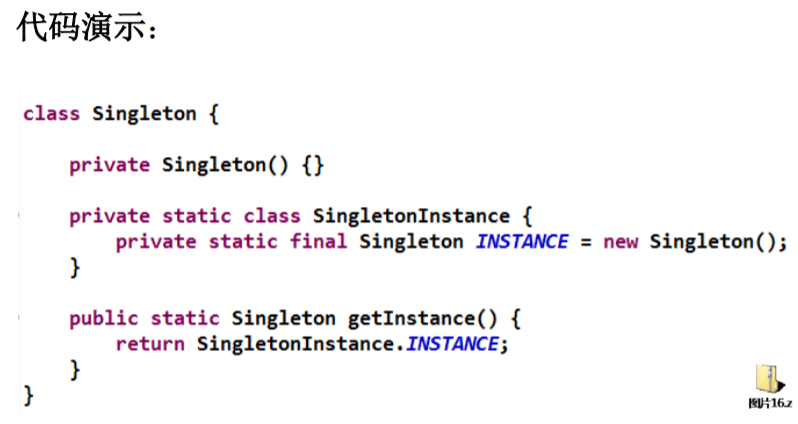 代码演示：
class Singleton {
private Singleton() {}
private static class SingletonInstance {
private static final Singleton INSTANCE = new Singleton();
}
public static Singleton getInstance() {
return SingletonInstance.INSTANCE;
}
}
图片16.z